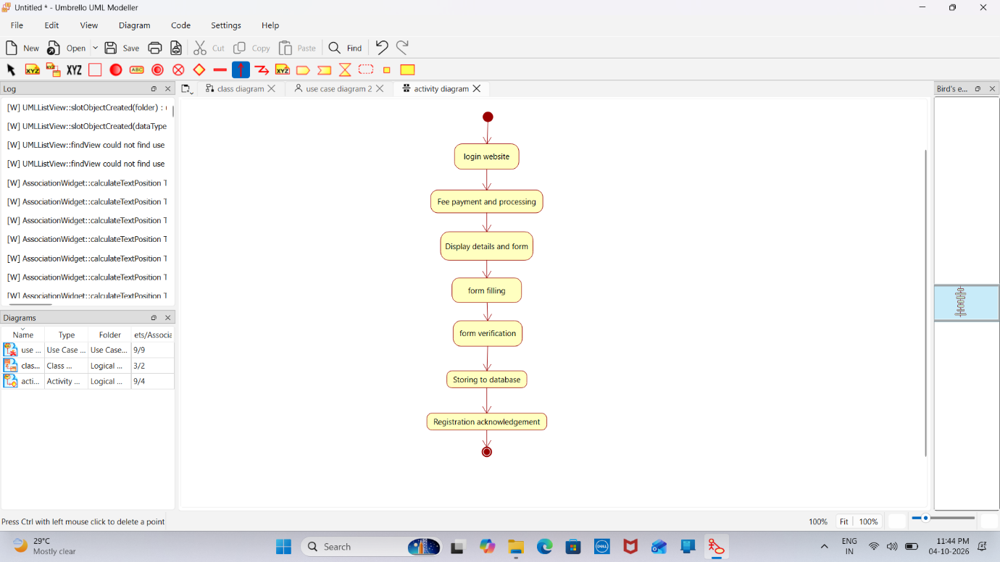 Untitled * - Umbrello UML Modeller
File Edit View Diagram Code Settings Help
New Open Save Cut Copy Paste Find
XYZ XYZ XYZ ABC XYZ
Log
class diagram
use case diagram 2
activity diagram
Bird's e...
[W] UMLListView::slotObjectCreated(folder) :
[W] UMLListView::slotObjectCreated(dataType
[W] UMLListView::findView could not find use
[W] UMLListView::findView could not find use
[W] AssociationWidget::calculateTextPosition T
[W] AssociationWidget::calculateTextPosition T
[W] AssociationWidget::calculateTextPosition T
[W] AssociationWidget::calculateTextPosition T
[W] AssociationWidget::calculateTextPosition T
[W] AssociationWidget::calculateTextPosition T
[W] AssociationWidget::calculateTextPosition T
Diagrams
Name Type Folder ets/Associa
use ... Use Case ... Use Case... 9/9
clas... Class ... Logical ... 3/2
acti... Activity ... Logical ... 9/4
login website
Fee payment and processing
Display details and form
form filling
form verification
Storing to database
Registration acknowledgement
Press Ctrl with left mouse click to delete a point
100% Fit 100%
29°C
Mostly clear
Search
DELL
ENG
IN
11:44 PM
04-10-2026